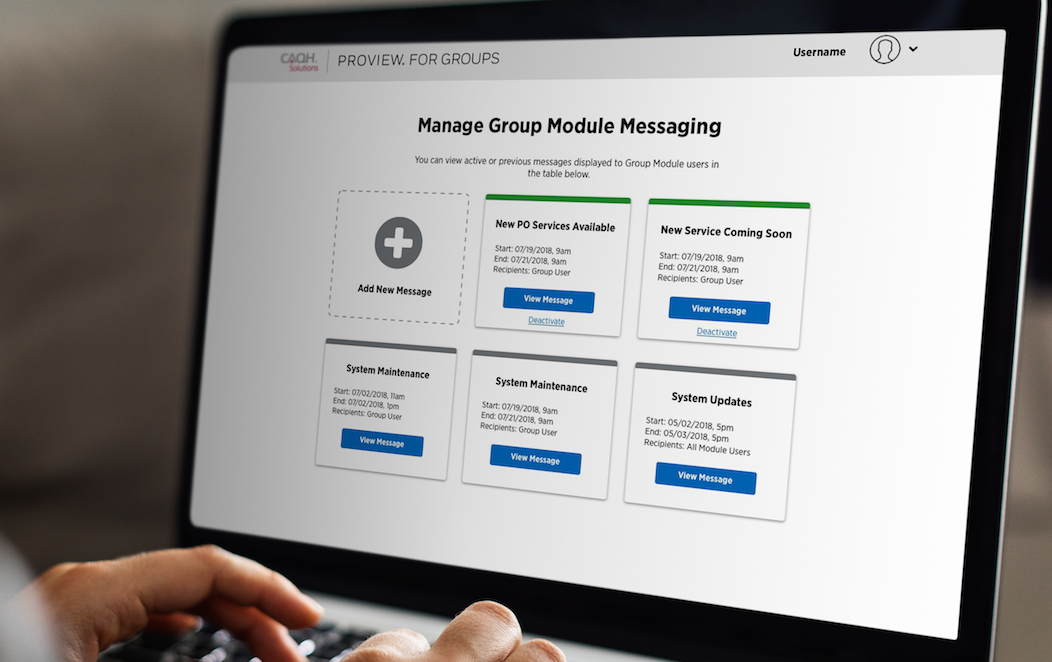 CAQH.
Solutions
PROVIEW. FOR GROUPS
Username
Manage Group Module Messaging
You can view active or previous messages displayed to Group Module users in
the table below.
Add New Message
New PO Services Available
Start: 07/19/2018, 9am
End: 07/21/2018, 9am
Recipients: Group User
View Message
Deactivate
New Service Coming Soon
Start: 07/19/2018, 9am
End: 07/21/2018, 9am
Recipients: Group User
View Message
Deactivate
System Maintenance
Start: 07/02/2018, 11am
End: 07/02/2018, 1pm
Recipients: Group User
View Message
System Maintenance
Start: 07/19/2018, 9am
End: 07/21/2018, 9am
Recipients: Group User
View Message
System Updates
Start: 05/02/2018, 5pm
End: 05/03/2018, 5pm
Recipients: All Module Users
View Message